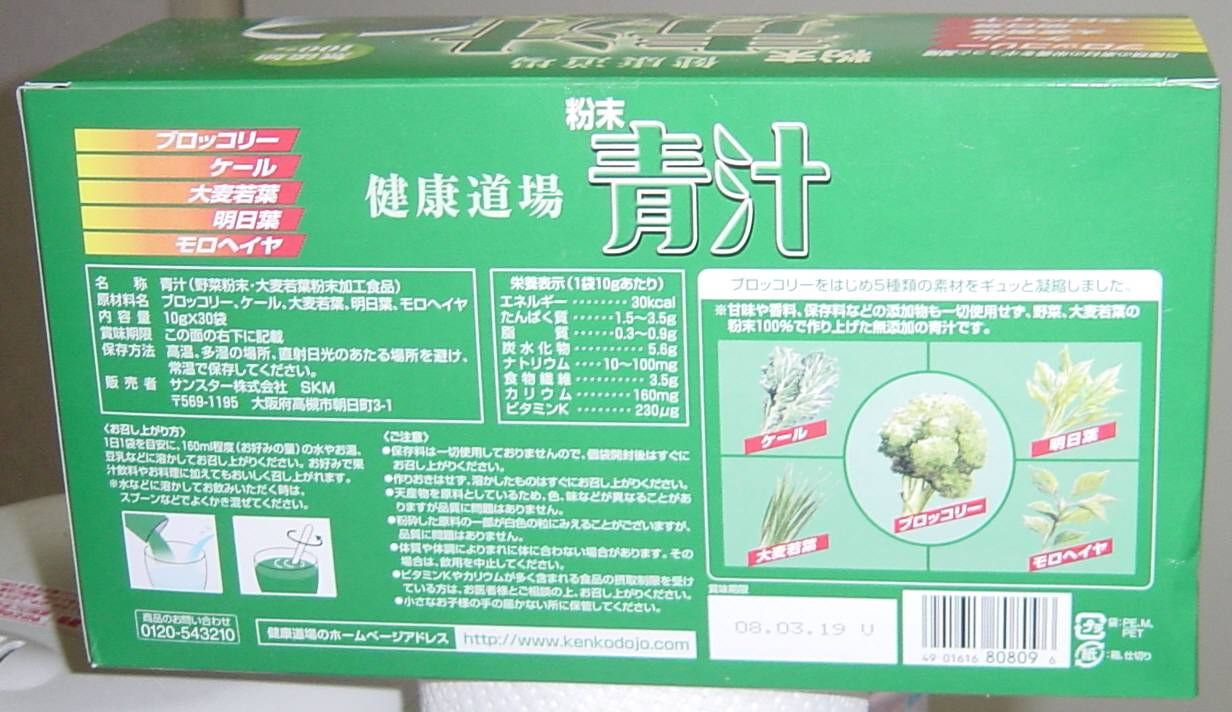 粉末
健康道場
ブロッコリー
ケール
大麦若葉
明日葉
モロヘイヤ
粉末
健康道場 青汁
名　　称　青汁（野菜粉末・大麦若葉粉末加工食品）
原材料名　ブロッコリー、ケール、大麦若葉、明日葉、モロヘイヤ
内 容 量　10g×30袋
賞味期限　この面の右下に記載
保存方法　高温、多湿の場所、直射日光のあたる場所を避け、
常温で保存してください。
販 売 者　サンスター株式会社　SKM
〒569-1195　大阪府高槻市朝日町3-1
栄養表示（1袋10gあたり）
エネルギー ········ 30kcal
たんぱく質 ······1.5〜3.5g
脂　　　質 ······0.3〜0.9g
炭 水 化 物 ·········· 5.6g
ナトリウム ····10〜100mg
食 物 繊 維 ·········· 3.5g
カ リ ウ ム ········ 160mg
ビタミンK ········ 230μg
ブロッコリーをはじめ5種類の素材をギュッと凝縮しました。
※甘味や香料、保存料などの添加物も一切使用せず、野菜、大麦若葉の
粉末100%で作り上げた無添加の青汁です。
ケール
明日葉
ブロッコリー
大麦若葉
モロヘイヤ
〈お召し上がり方〉
1日1袋を目安に、160ml程度（お好みの量）の水やお湯、
豆乳などに溶かしてお召し上がりください。お好みで果
汁飲料やお料理に加えてもおいしく召し上がれます。
※水などに溶かしてお飲みいただく時は、
スプーンなどでよくかき混ぜてください。
〈ご注意〉
●保存料は一切使用しておりませんので、個袋開封後はすぐに
お召し上がりください。
●作りおきはせず、溶かしたものはすぐにお召し上がりください。
●天産物を原料としているため、色、味などが異なることがあ
りますが品質に問題はありません。
●粉砕した原料の一部が白色の粒にみえることがございますが、
品質に問題はありません。
●体質や体調によりまれに体に合わない場合があります。その
場合は、飲用を中止してください。
●ビタミンKやカリウムが多く含まれる食品の摂取制限を受け
ている方は、お医者様とご相談の上、お召し上がりください。
●小さなお子様の手の届かない所に保管してください。
商品のお問い合わせ
0120-543210
健康道場のホームページアドレス http://www.kenkodojo.com
賞味期限
08.03.19 U
49 01616 80809 6
プラ
袋:PE.M,
PET
紙 :箱、仕切り